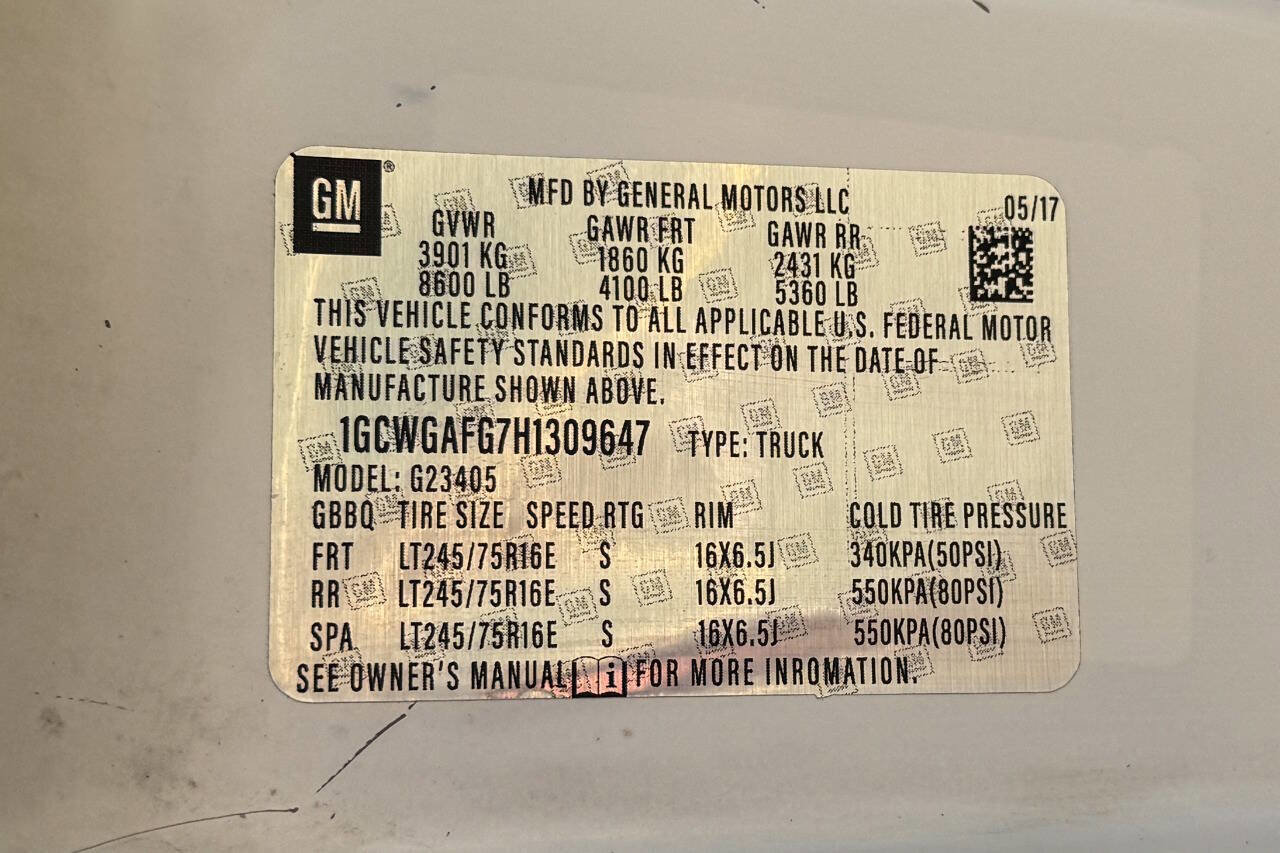 GM ®
MFD BY GENERAL MOTORS LLC 05/17
GVWR GAWR FRT GAWR RR
3901 KG 1860 KG 2431 KG
8600 LB 4100 LB 5360 LB
THIS VEHICLE CONFORMS TO ALL APPLICABLE U.S. FEDERAL MOTOR
VEHICLE SAFETY STANDARDS IN EFFECT ON THE DATE OF
MANUFACTURE SHOWN ABOVE.
1GCWGAFG7H1309647 TYPE: TRUCK
MODEL: G23405
GBBQ TIRE SIZE SPEED RTG RIM COLD TIRE PRESSURE
FRT LT245/75R16E S 16X6.5J 340KPA(50PSI)
RR LT245/75R16E S 16X6.5J 550KPA(80PSI)
SPA LT245/75R16E S 16X6.5J 550KPA(80PSI)
SEE OWNER'S MANUAL i FOR MORE INROMATION.